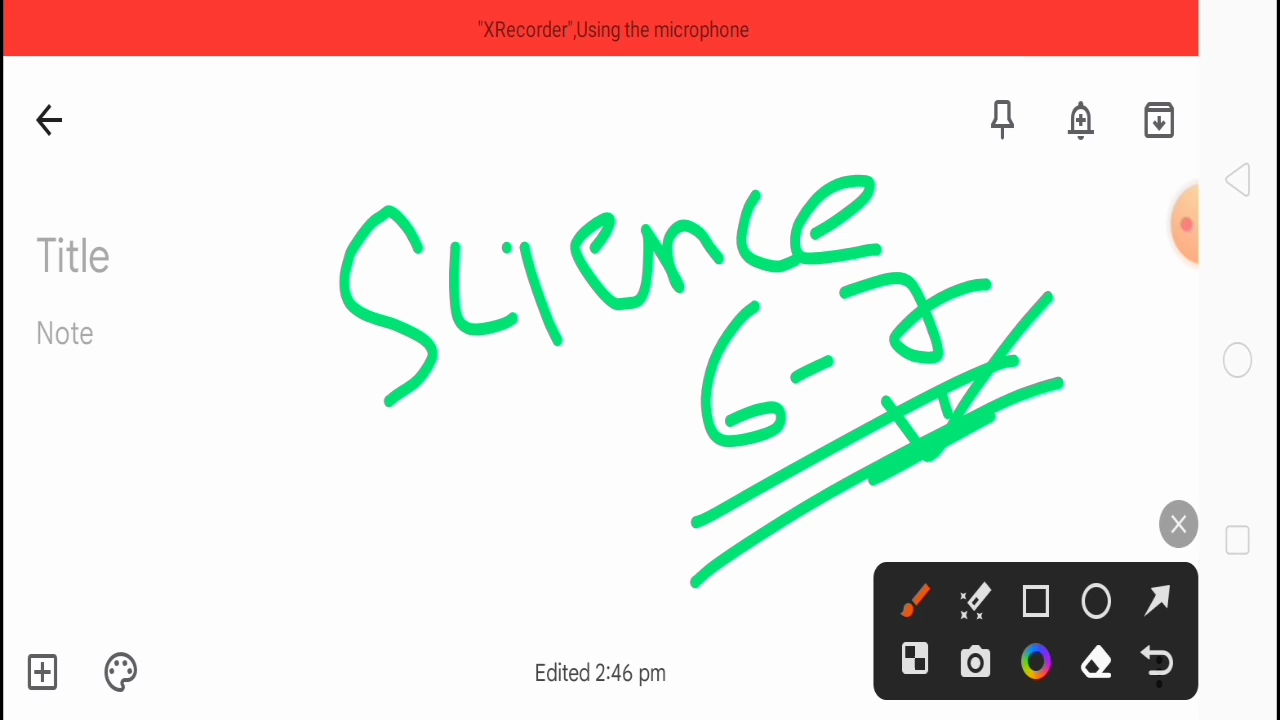 "XRecorder",Using the microphone
Title
Science
Note
6-8
Edited 2:46 pm